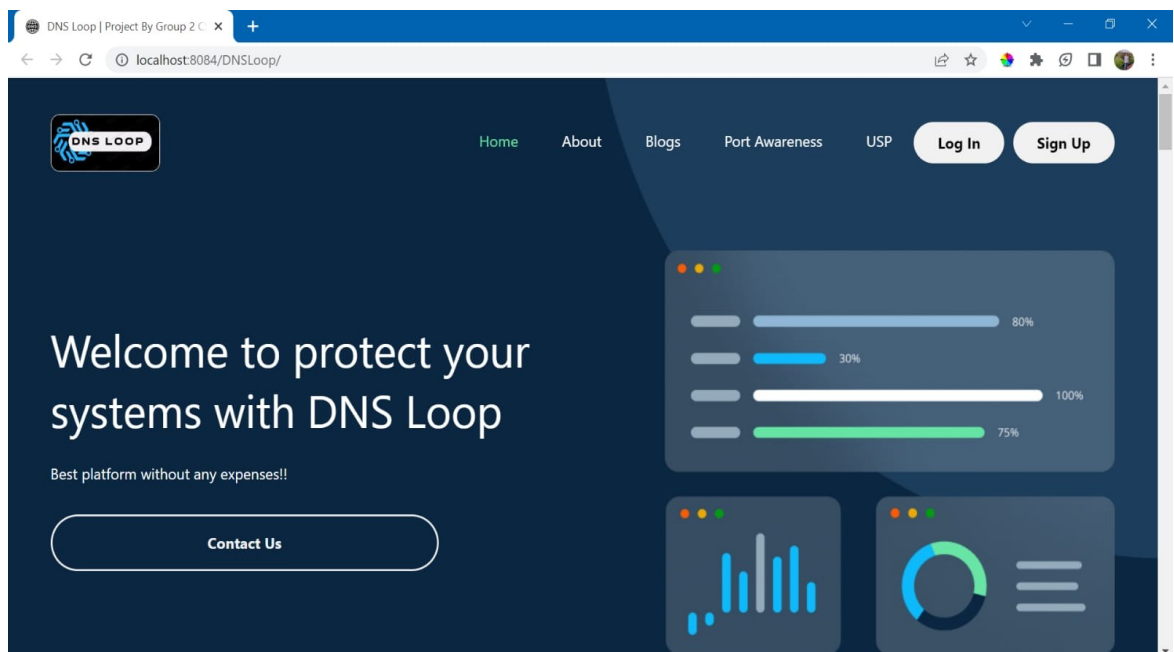 DNS Loop | Project By Group 2 C
localhost:8084/DNSLoop/
DNS LOOP
Home About Blogs Port Awareness USP Log In Sign Up
80%
30%
100%
75%
Welcome to protect your
systems with DNS Loop
Best platform without any expenses!!
Contact Us